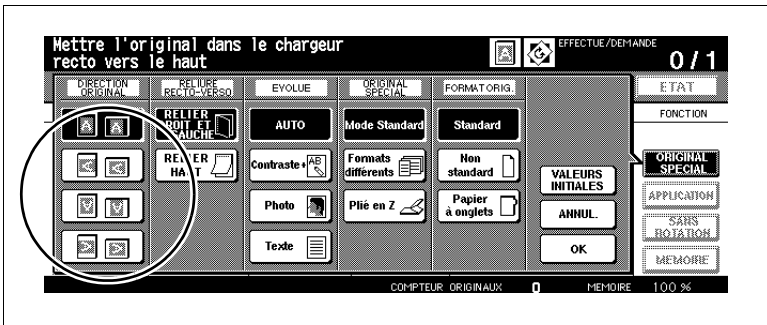 Mettre l'original dans le chargeur
recto vers le haut
EFFECTUE/DEMANDE
0/1
DIRECTION
ORIGINAL
RELIURE
RECTO-VERSO
EVOLUE
ORIGINAL
SPECIAL
FORMAT ORIG.
ETAT
FONCTION
RELIER
DROIT ET
GAUCHE
AUTO
Mode Standard
Standard
RELIER
HAUT
Contraste+
AB
Formats
différents
Non
standard
VALEURS
INITIALES
ORIGINAL
SPECIAL
Photo
Plié en Z
Papier
à onglets
ANNUL.
APPLICATION
SANS
ROTATION
Texte
OK
MEMOIRE
COMPTEUR ORIGINAUX 0 MEMOIRE 100 %